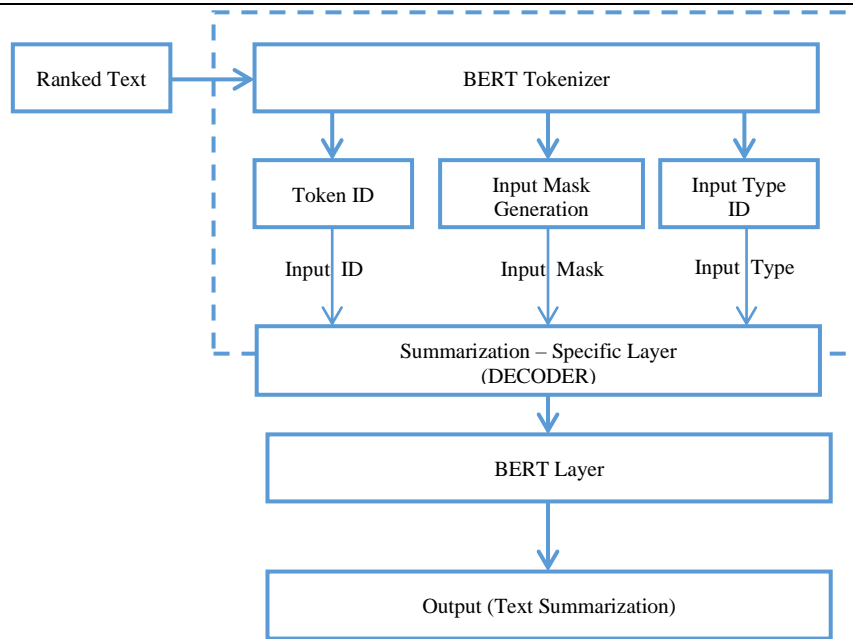 Ranked Text
BERT Tokenizer
Token ID
Input Mask
Generation
Input Type
ID
Input ID
Input Mask
Input Type
Summarization – Specific Layer
(DECODER)
BERT Layer
Output (Text Summarization)